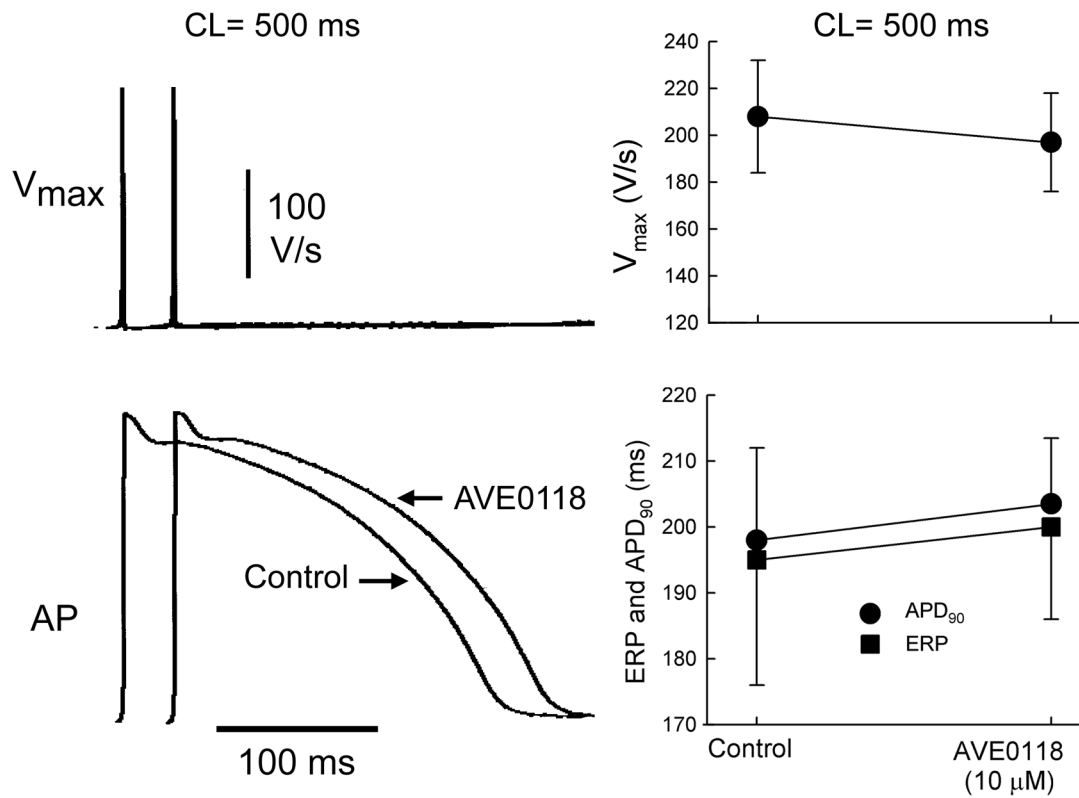 CL= 500 ms
Vmax
100
V/s
AP
AVE0118
Control
100 ms
CL= 500 ms
Vmax (V/s)
240
220
200
180
160
140
120
ERP and APD90 (ms)
220
210
200
190
180
170
APD90
ERP
Control
AVE0118
(10 μM)